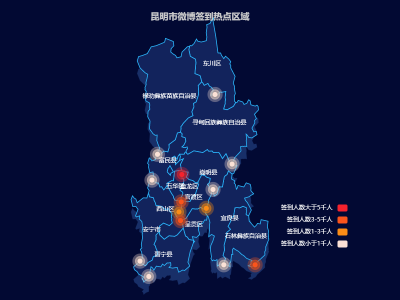 昆明市微博签到热点区域
东川区
禄劝彝族苗族自治县
寻甸回族彝族自治县
富民县
嵩明县
五华区
盘龙区
官渡区
西山区
签到人数大于5千人
宜良县
签到人数3-5千人
呈贡区
安宁市
签到人数1-3千人
石林彝族自治县
签到人数小于1千人
晋宁县